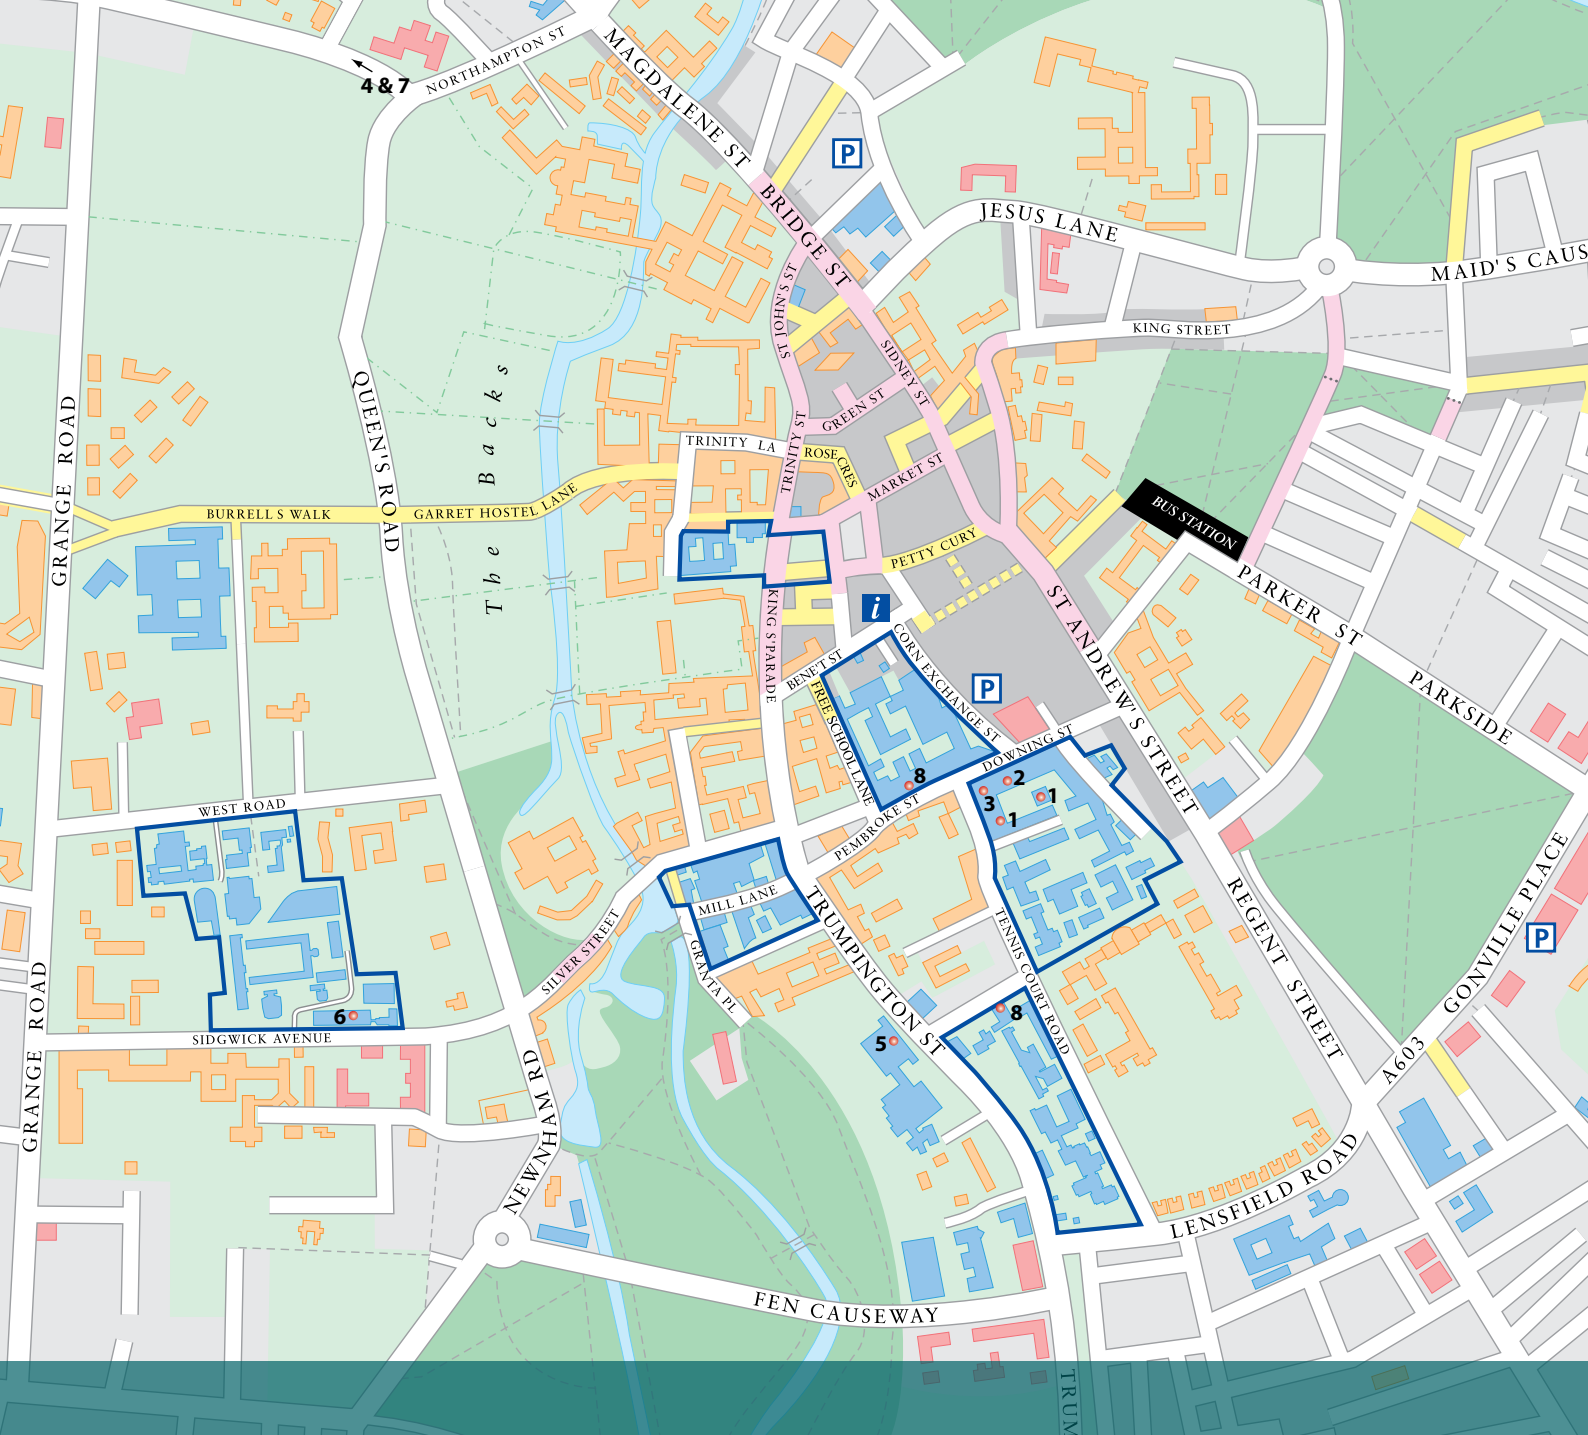 4 & 7
NORTHAMPTON ST
MAGDALENE ST
P
BRIDGE ST
JESUS LANE
MAID'S CAUS
KING STREET
ST JOHN'S ST
SIDNEY ST
GREEN ST
QUEEN'S ROAD
The Backs
GRANGE ROAD
TRINITY LA
TRINITY ST
ROSE CRES
MARKET ST
BURRELLS WALK
GARRET HOSTEL LANE
BUS STATION
PETTY CURY
PARKER ST
KING S'PARADE
i
ST ANDREW'S STREET
BENE'T ST
CORN EXCHANGE ST
P
FREE SCHOOL LANE
PARKSIDE
DOWNING ST
8
2
3
1
1
WEST ROAD
PEMBROKE ST
MILL LANE
TRUMPINGTON ST
TENNIS COURT ROAD
REGENT STREET
GONVILLE PLACE
P
SILVER STREET
GRANTA PL
GRANGE ROAD
6
SIDGWICK AVENUE
5
8
A603
GRANGE ROAD
NEWNHAM RD
LENSFIELD ROAD
FEN CAUSEWAY
TRUM